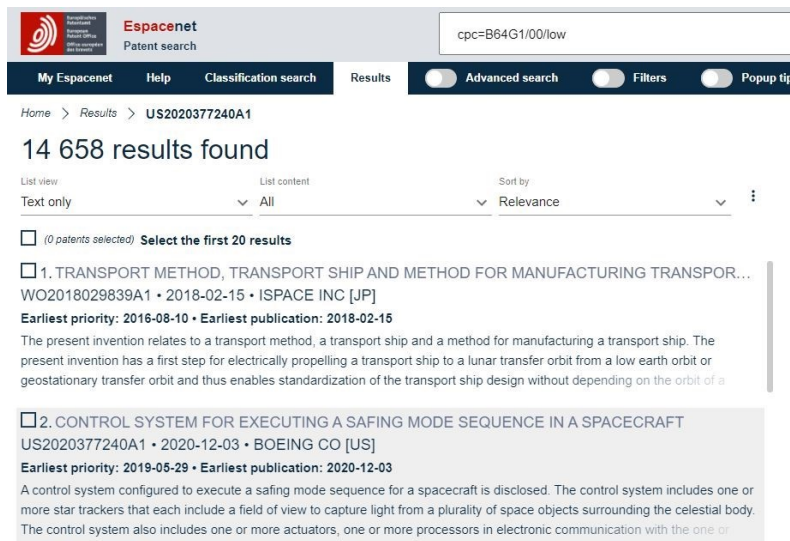 Europäisches
Patentamt
European
Patent Office
Office européen
des brevets
Espacenet
Patent search
cpc=B64G1/00/low
My Espacenet Help Classification search Results Advanced search Filters Popup tip
Home > Results > US2020377240A1
14 658 results found
List view List content Sort by
Text only All Relevance
(0 patents selected) Select the first 20 results
1. TRANSPORT METHOD, TRANSPORT SHIP AND METHOD FOR MANUFACTURING TRANSPOR...
WO2018029839A1 • 2018-02-15 • ISPACE INC [JP]
Earliest priority: 2016-08-10 • Earliest publication: 2018-02-15
The present invention relates to a transport method, a transport ship and a method for manufacturing a transport ship. The
present invention has a first step for electrically propelling a transport ship to a lunar transfer orbit from a low earth orbit or
geostationary transfer orbit and thus enables standardization of the transport ship design without depending on the orbit of a
2. CONTROL SYSTEM FOR EXECUTING A SAFING MODE SEQUENCE IN A SPACECRAFT
US2020377240A1 • 2020-12-03 • BOEING CO [US]
Earliest priority: 2019-05-29 • Earliest publication: 2020-12-03
A control system configured to execute a safing mode sequence for a spacecraft is disclosed. The control system includes one or
more star trackers that each include a field of view to capture light from a plurality of space objects surrounding the celestial body.
The control system also includes one or more actuators, one or more processors in electronic communication with the one or